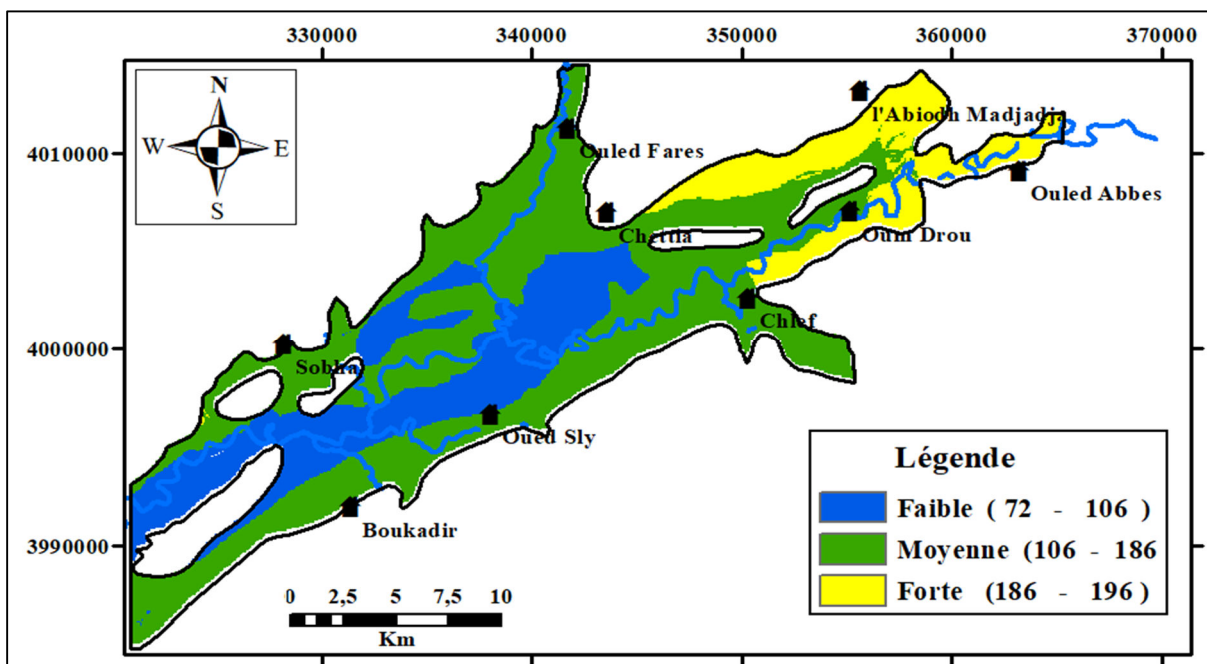 330000 340000 350000 360000 370000
N
W E
S
4010000
4000000
3990000
l'Abiodh Madjadja
Ouled Fares
Ouled Abbes
Chettia
Oum Drou
Chlef
Sobha
Oued Sly
Boukadir
0 2,5 5 7,5 10
Km
Légende
Faible ( 72 - 106 )
Moyenne (106 - 186
Forte (186 - 196)